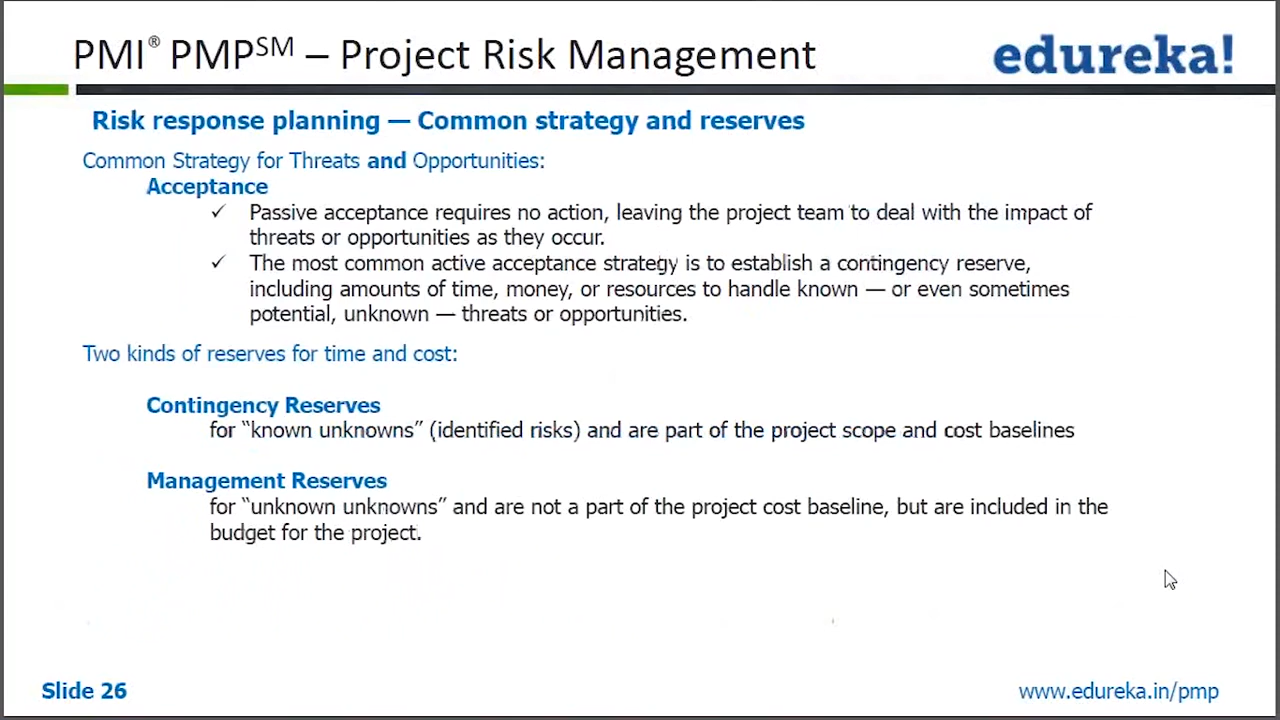 PMI® PMP℠ – Project Risk Management
edureka!
Risk response planning — Common strategy and reserves
Common Strategy for Threats and Opportunities:
Acceptance
✓ Passive acceptance requires no action, leaving the project team to deal with the impact of
threats or opportunities as they occur.
✓ The most common active acceptance strategy is to establish a contingency reserve,
including amounts of time, money, or resources to handle known — or even sometimes
potential, unknown — threats or opportunities.
Two kinds of reserves for time and cost:
Contingency Reserves
for “known unknowns” (identified risks) and are part of the project scope and cost baselines
Management Reserves
for “unknown unknowns” and are not a part of the project cost baseline, but are included in the
budget for the project.
Slide 26
www.edureka.in/pmp